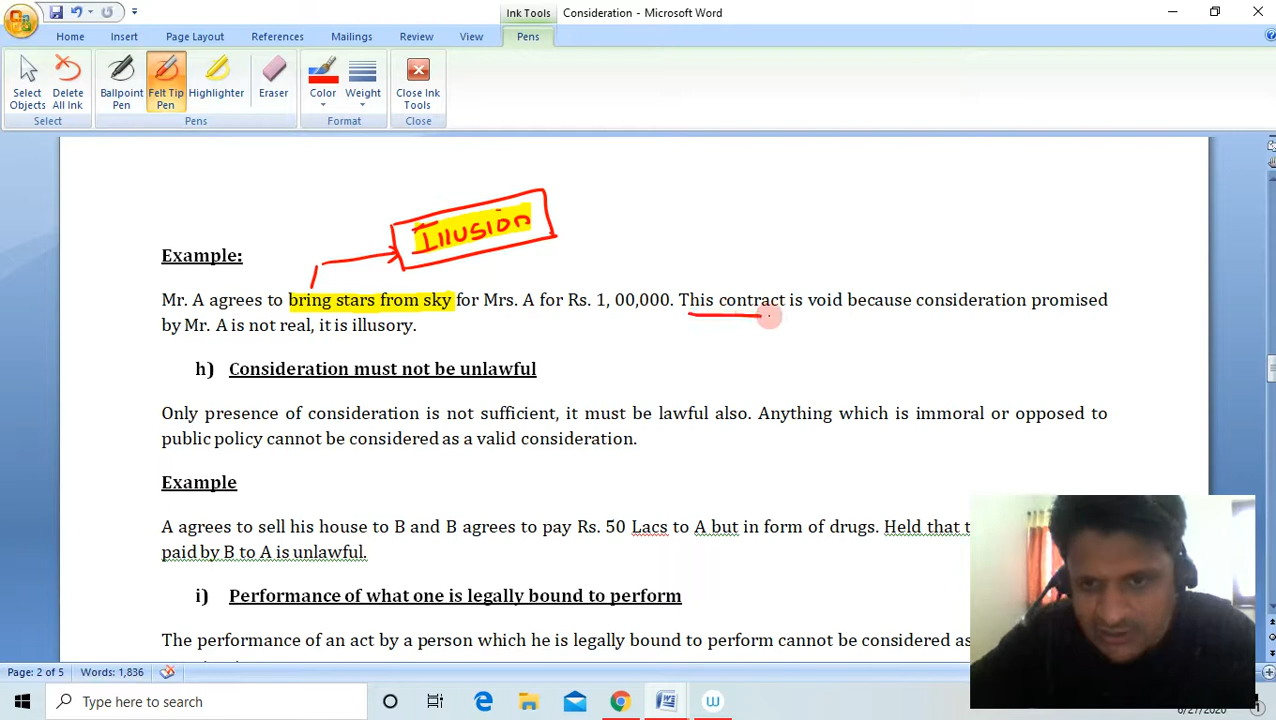 Ink Tools
Consideration - Microsoft Word
Home Insert Page Layout References Mailings Review View Pens
Select Objects
Delete All Ink
Ballpoint Pen
Felt Tip Pen
Highlighter
Eraser
Color
Weight
Close Ink Tools
Select
Pens
Format
Close
Illusion
Example:
Mr. A agrees to bring stars from sky for Mrs. A for Rs. 1, 00,000. This contract is void because consideration promised
by Mr. A is not real, it is illusory.
h) Consideration must not be unlawful
Only presence of consideration is not sufficient, it must be lawful also. Anything which is immoral or opposed to
public policy cannot be considered as a valid consideration.
Example
A agrees to sell his house to B and B agrees to pay Rs. 50 Lacs to A but in form of drugs. Held that
paid by B to A is unlawful.
i) Performance of what one is legally bound to perform
The performance of an act by a person which he is legally bound to perform cannot be considered as
Page: 2 of 5 Words: 1,836
Type here to search
6/27/2020